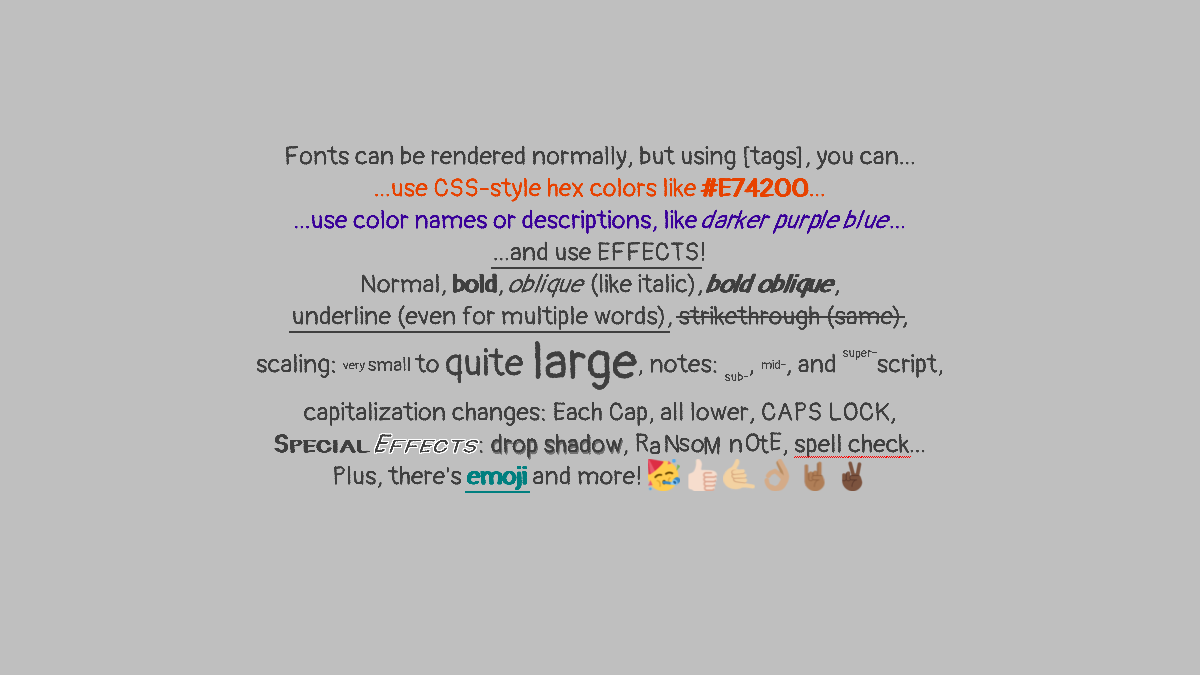 Fonts can be rendered normally, but using [tags], you can...
...use CSS-style hex colors like #E74200...
...use color names or descriptions, like darker purple blue...
...and use EFFECTS!
Normal, bold, oblique (like italic), bold oblique,
underline (even for multiple words), strikethrough (same),
scaling: very small to quite large, notes: sub-, mid-, and super-script,
capitalization changes: Each Cap, all lower, CAPS LOCK,
Special Effects: drop shadow, RaNsoM nOtE, spell check...
Plus, there's emoji and more! 🥳👍🏻🤙🏼👌🏽🤘🏾✌🏿